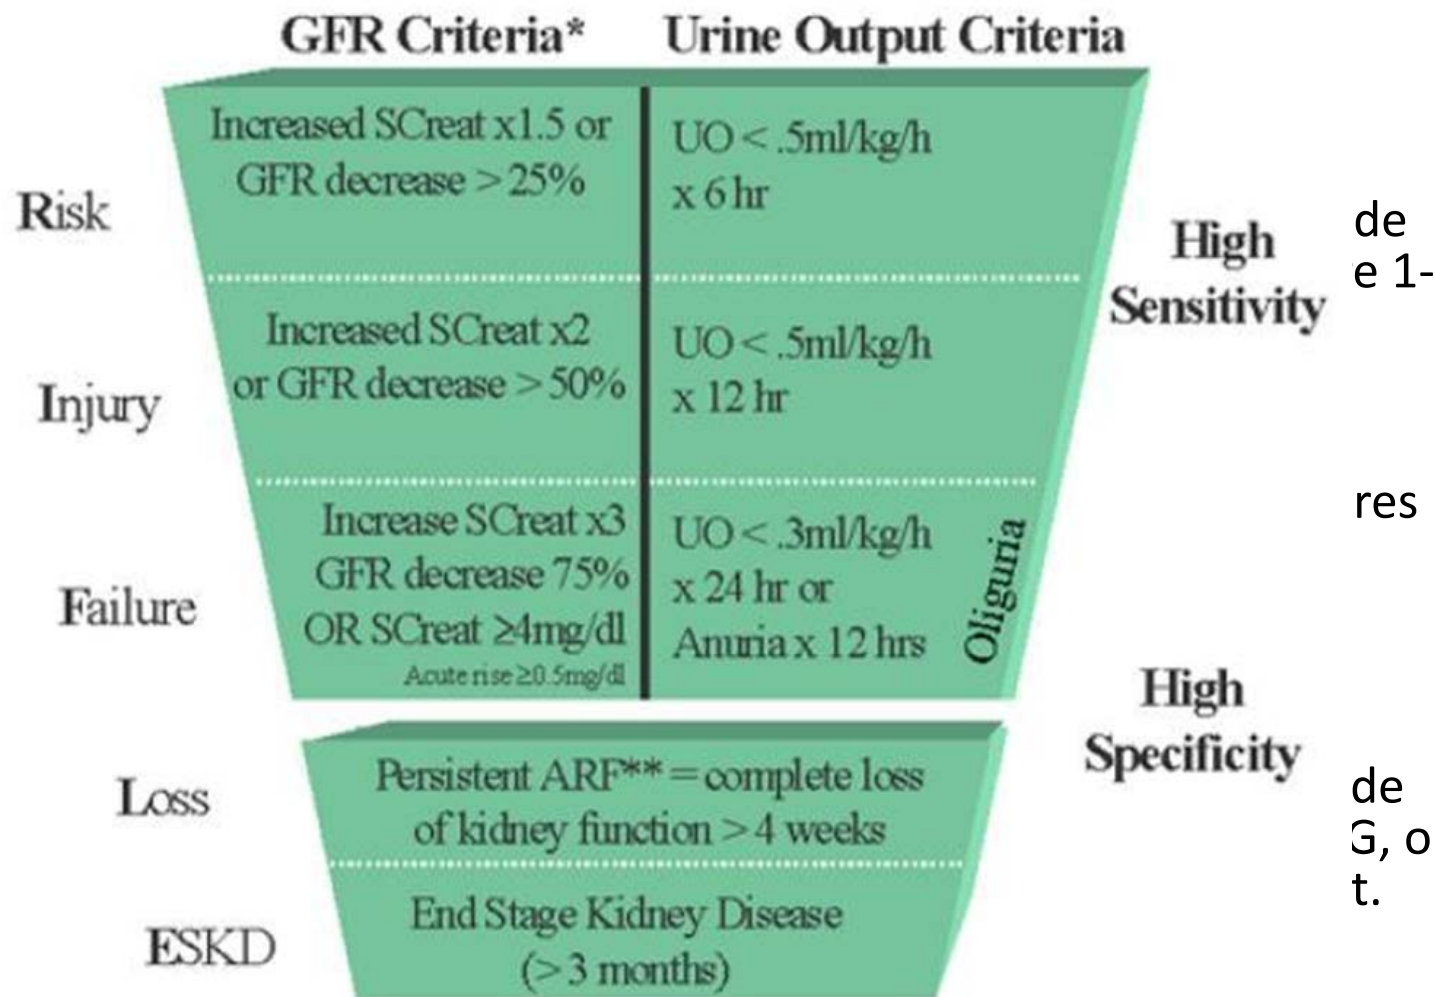 GFR Criteria*
Urine Output Criteria
Risk
Increased SCreat x1.5 or
GFR decrease > 25%
UO < .5ml/kg/h
x 6 hr
High
Sensitivity
Injury
Increased SCreat x2
or GFR decrease > 50%
UO < .5ml/kg/h
x 12 hr
Failure
Increase SCreat x3
GFR decrease 75%
OR SCreat ≥4mg/dl
Acute rise ≥0.5mg/dl
UO < .3ml/kg/h
x 24 hr or
Anuria x 12 hrs
Oliguria
High
Specificity
Loss
Persistent ARF** = complete loss
of kidney function > 4 weeks
ESKD
End Stage Kidney Disease
(> 3 months)
de
e 1-
res
de
G, o
t.